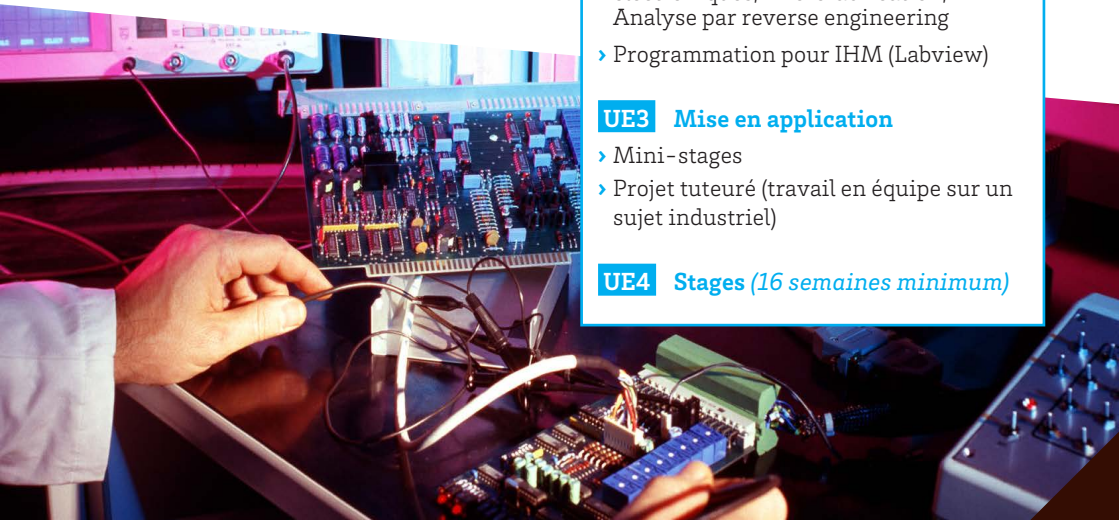 Analyse par reverse engineering
› Programmation pour IHM (Labview)
UE3 Mise en application
› Mini-stages
› Projet tuteuré (travail en équipe sur un
sujet industriel)
UE4 Stages (16 semaines minimum)